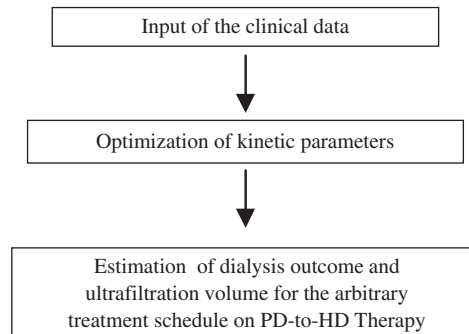 Input of the clinical data
Optimization of kinetic parameters
Estimation of dialysis outcome and
ultrafiltration volume for the arbitrary
treatment schedule on PD-to-HD Therapy